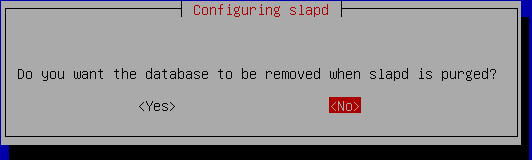 Configuring slapd
Do you want the database to be removed when slapd is purged?
<Yes> <No>